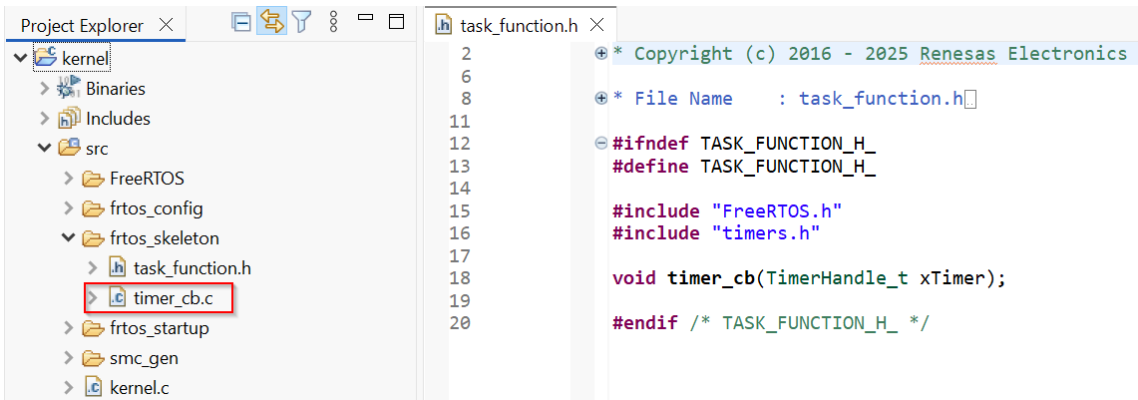 Project Explorer
kernel
Binaries
Includes
src
FreeRTOS
frtos_config
frtos_skeleton
task_function.h
timer_cb.c
frtos_startup
smc_gen
kernel.c
task_function.h
2 * Copyright (c) 2016 - 2025 Renesas Electronics
6
8 * File Name : task_function.h
11
12 #ifndef TASK_FUNCTION_H_
13 #define TASK_FUNCTION_H_
14
15 #include "FreeRTOS.h"
16 #include "timers.h"
17
18 void timer_cb(TimerHandle_t xTimer);
19
20 #endif /* TASK_FUNCTION_H_ */